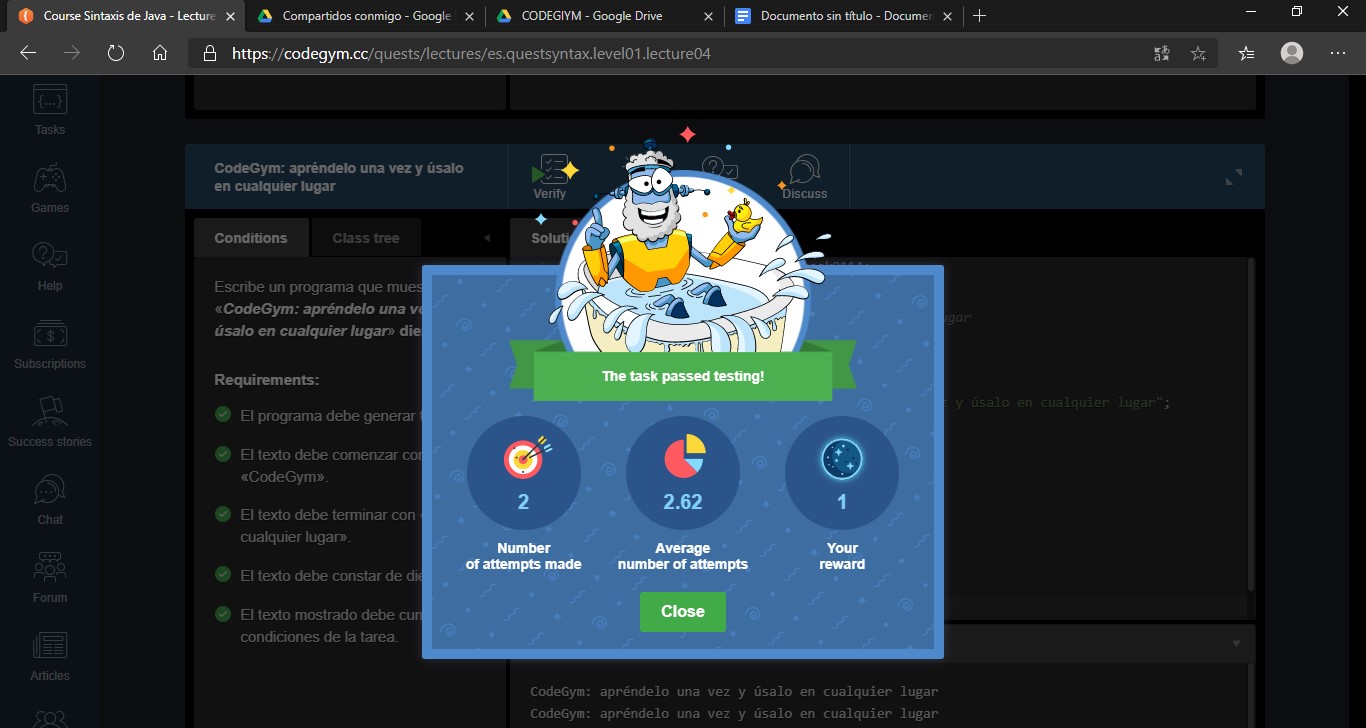 Course Sintaxis de Java - Lecture
Compartidos conmigo - Google
CODEGIYM - Google Drive
Documento sin título - Documen
https://codegym.cc/quests/lectures/es.questsyntax.level01.lecture04
Tasks
Games
Help
Subscriptions
Success stories
Chat
Forum
Articles
CodeGym: apréndelo una vez y úsalo
en cualquier lugar
Verify
Discuss
Conditions
Class tree
Soluti
Escribe un programa que mues
«CodeGym: apréndelo una ve
úsalo en cualquier lugar» die
Requirements:
El programa debe generar
El texto debe comenzar con
«CodeGym».
El texto debe terminar con
cualquier lugar».
El texto debe constar de die
El texto mostrado debe cum
condiciones de la tarea.
ugar
z y úsalo en cualquier lugar";
The task passed testing!
2
2.62
1
Number
of attempts made
Average
number of attempts
Your
reward
Close
CodeGym: apréndelo una vez y úsalo en cualquier lugar
CodeGym: apréndelo una vez y úsalo en cualquier lugar